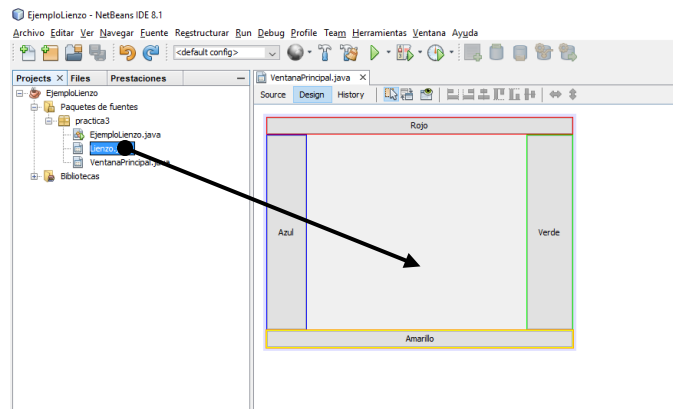 EjemploLienzo - NetBeans IDE 8.1
Archivo Editar Ver Navegar Fuente Reestructurar Run Debug Profile Team Herramientas Ventana Ayuda
<default config>
Projects × Files Prestaciones
VentanaPrincipal.java ×
Source Design History
EjemploLienzo
Paquetes de fuentes
practica3
EjemploLienzo.java
Lienzo.
VentanaPrincipal.java
Bibliotecas
Rojo
Azul
Verde
Amarillo